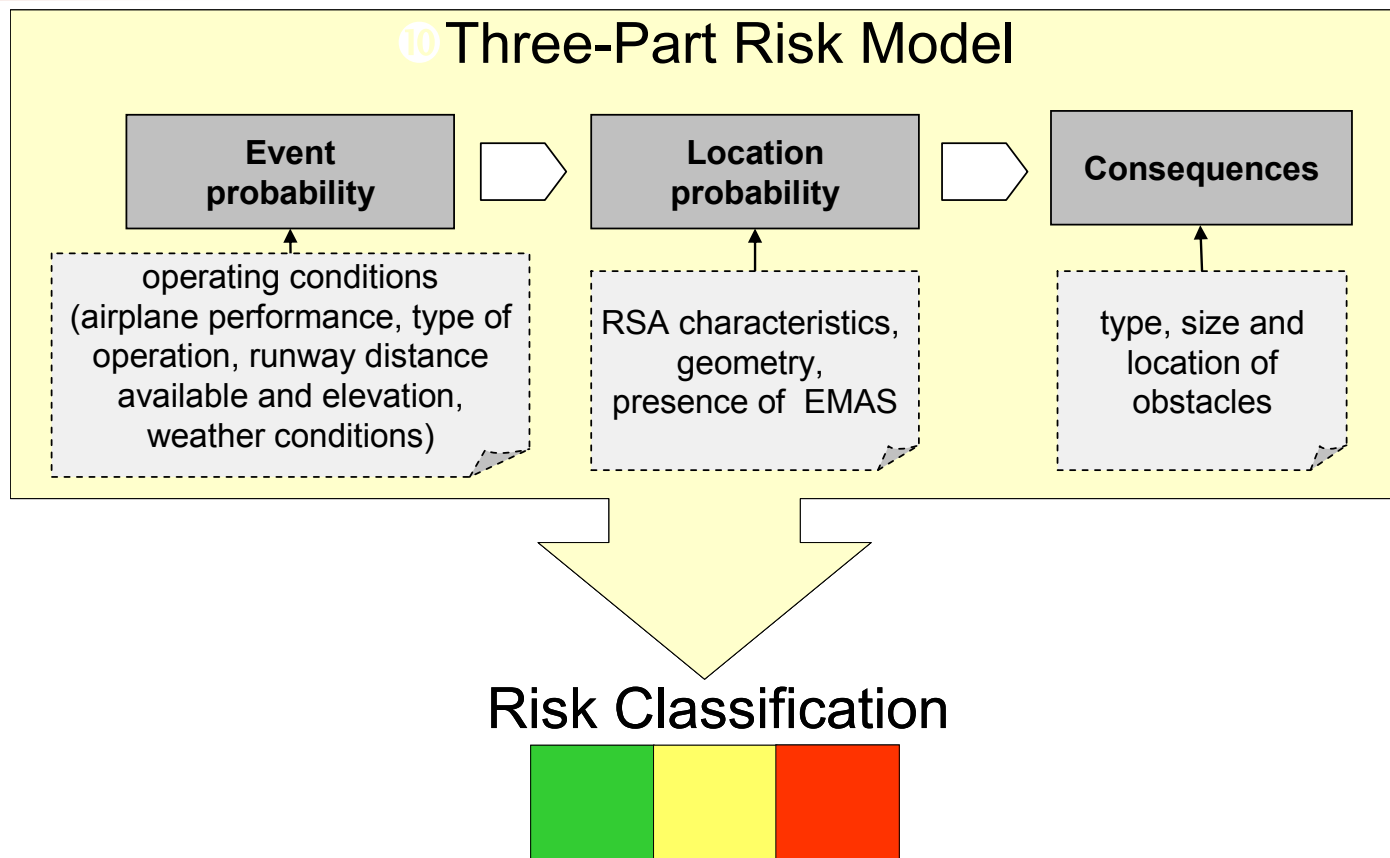 ❿Three-Part Risk Model
Event
probability
Location
probability
Consequences
operating conditions
(airplane performance, type of
operation, runway distance
available and elevation,
weather conditions)
RSA characteristics,
geometry,
presence of EMAS
type, size and
location of
obstacles
Risk Classification